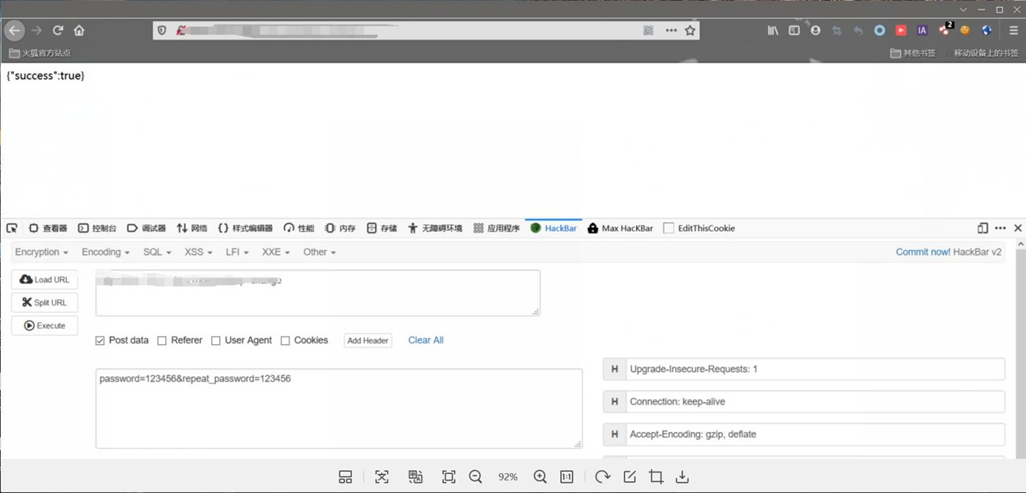 2
火狐官方站点
其他书签
移动设备上的书签
{"success":true}
查看器
控制台
调试器
网络
样式编辑器
性能
内存
存储
无障碍环境
应用程序
HackBar
Max HacKBar
EditThisCookie
Encryption
Encoding
SQL
XSS
LFI
XXE
Other
Commit now! HackBar v2
Load URL
Split URL
Execute
Post data
Referer
User Agent
Cookies
Add Header
Clear All
password=123456&repeat_password=123456
H Upgrade-Insecure-Requests: 1
H Connection: keep-alive
H Accept-Encoding: gzip, deflate
92%
1:1